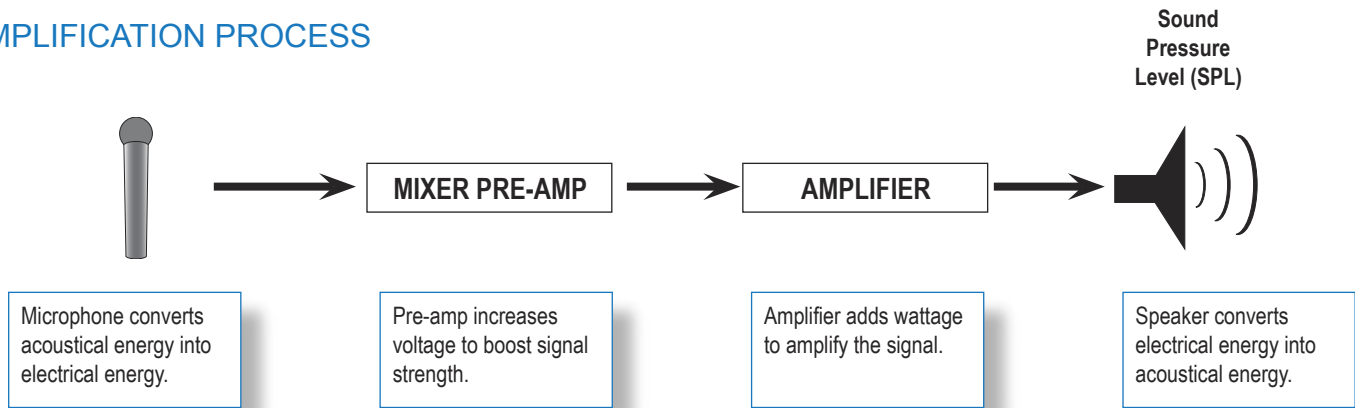 MPLIFICATION PROCESS
Sound
Pressure
Level (SPL)
MIXER PRE-AMP
AMPLIFIER
Microphone converts
acoustical energy into
electrical energy.
Pre-amp increases
voltage to boost signal
strength.
Amplifier adds wattage
to amplify the signal.
Speaker converts
electrical energy into
acoustical energy.